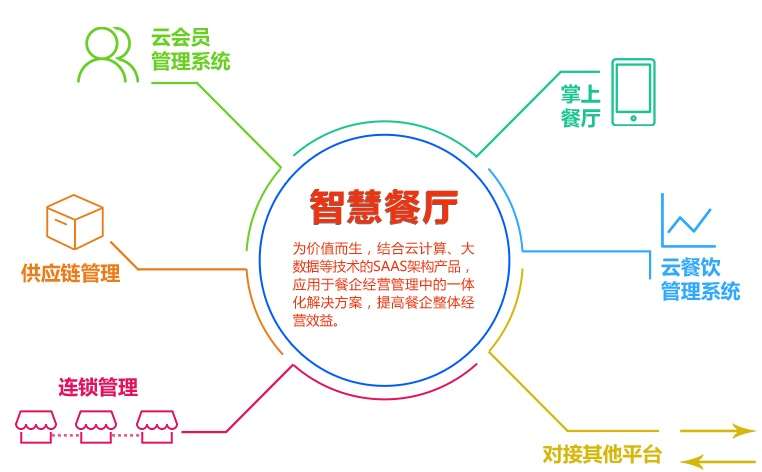 云会员
管理系统
掌上
餐厅
智慧餐厅
为价值而生，结合云计算、大
数据等技术的SAAS架构产品，
应用于餐企经营管理中的一体
化解决方案，提高餐企整体经
营效益。
供应链管理
云餐饮
管理系统
连锁管理
对接其他平台